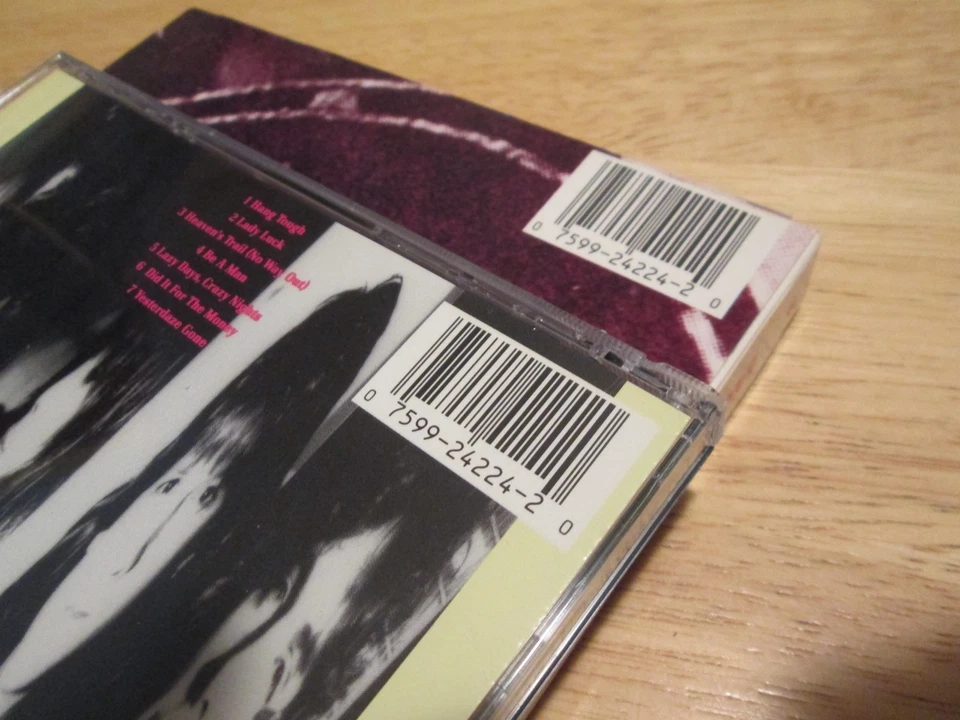 1 Bang Tough
2 Lady Luck
3 Heaven's Trail (No Way Out)
4 Be A Man
5 Lazy Days, Crazy Nights
6 Did It For The Money
7 Yesterdaze Gone
0 7599-24224-2 0
0 7599-24224-2 0